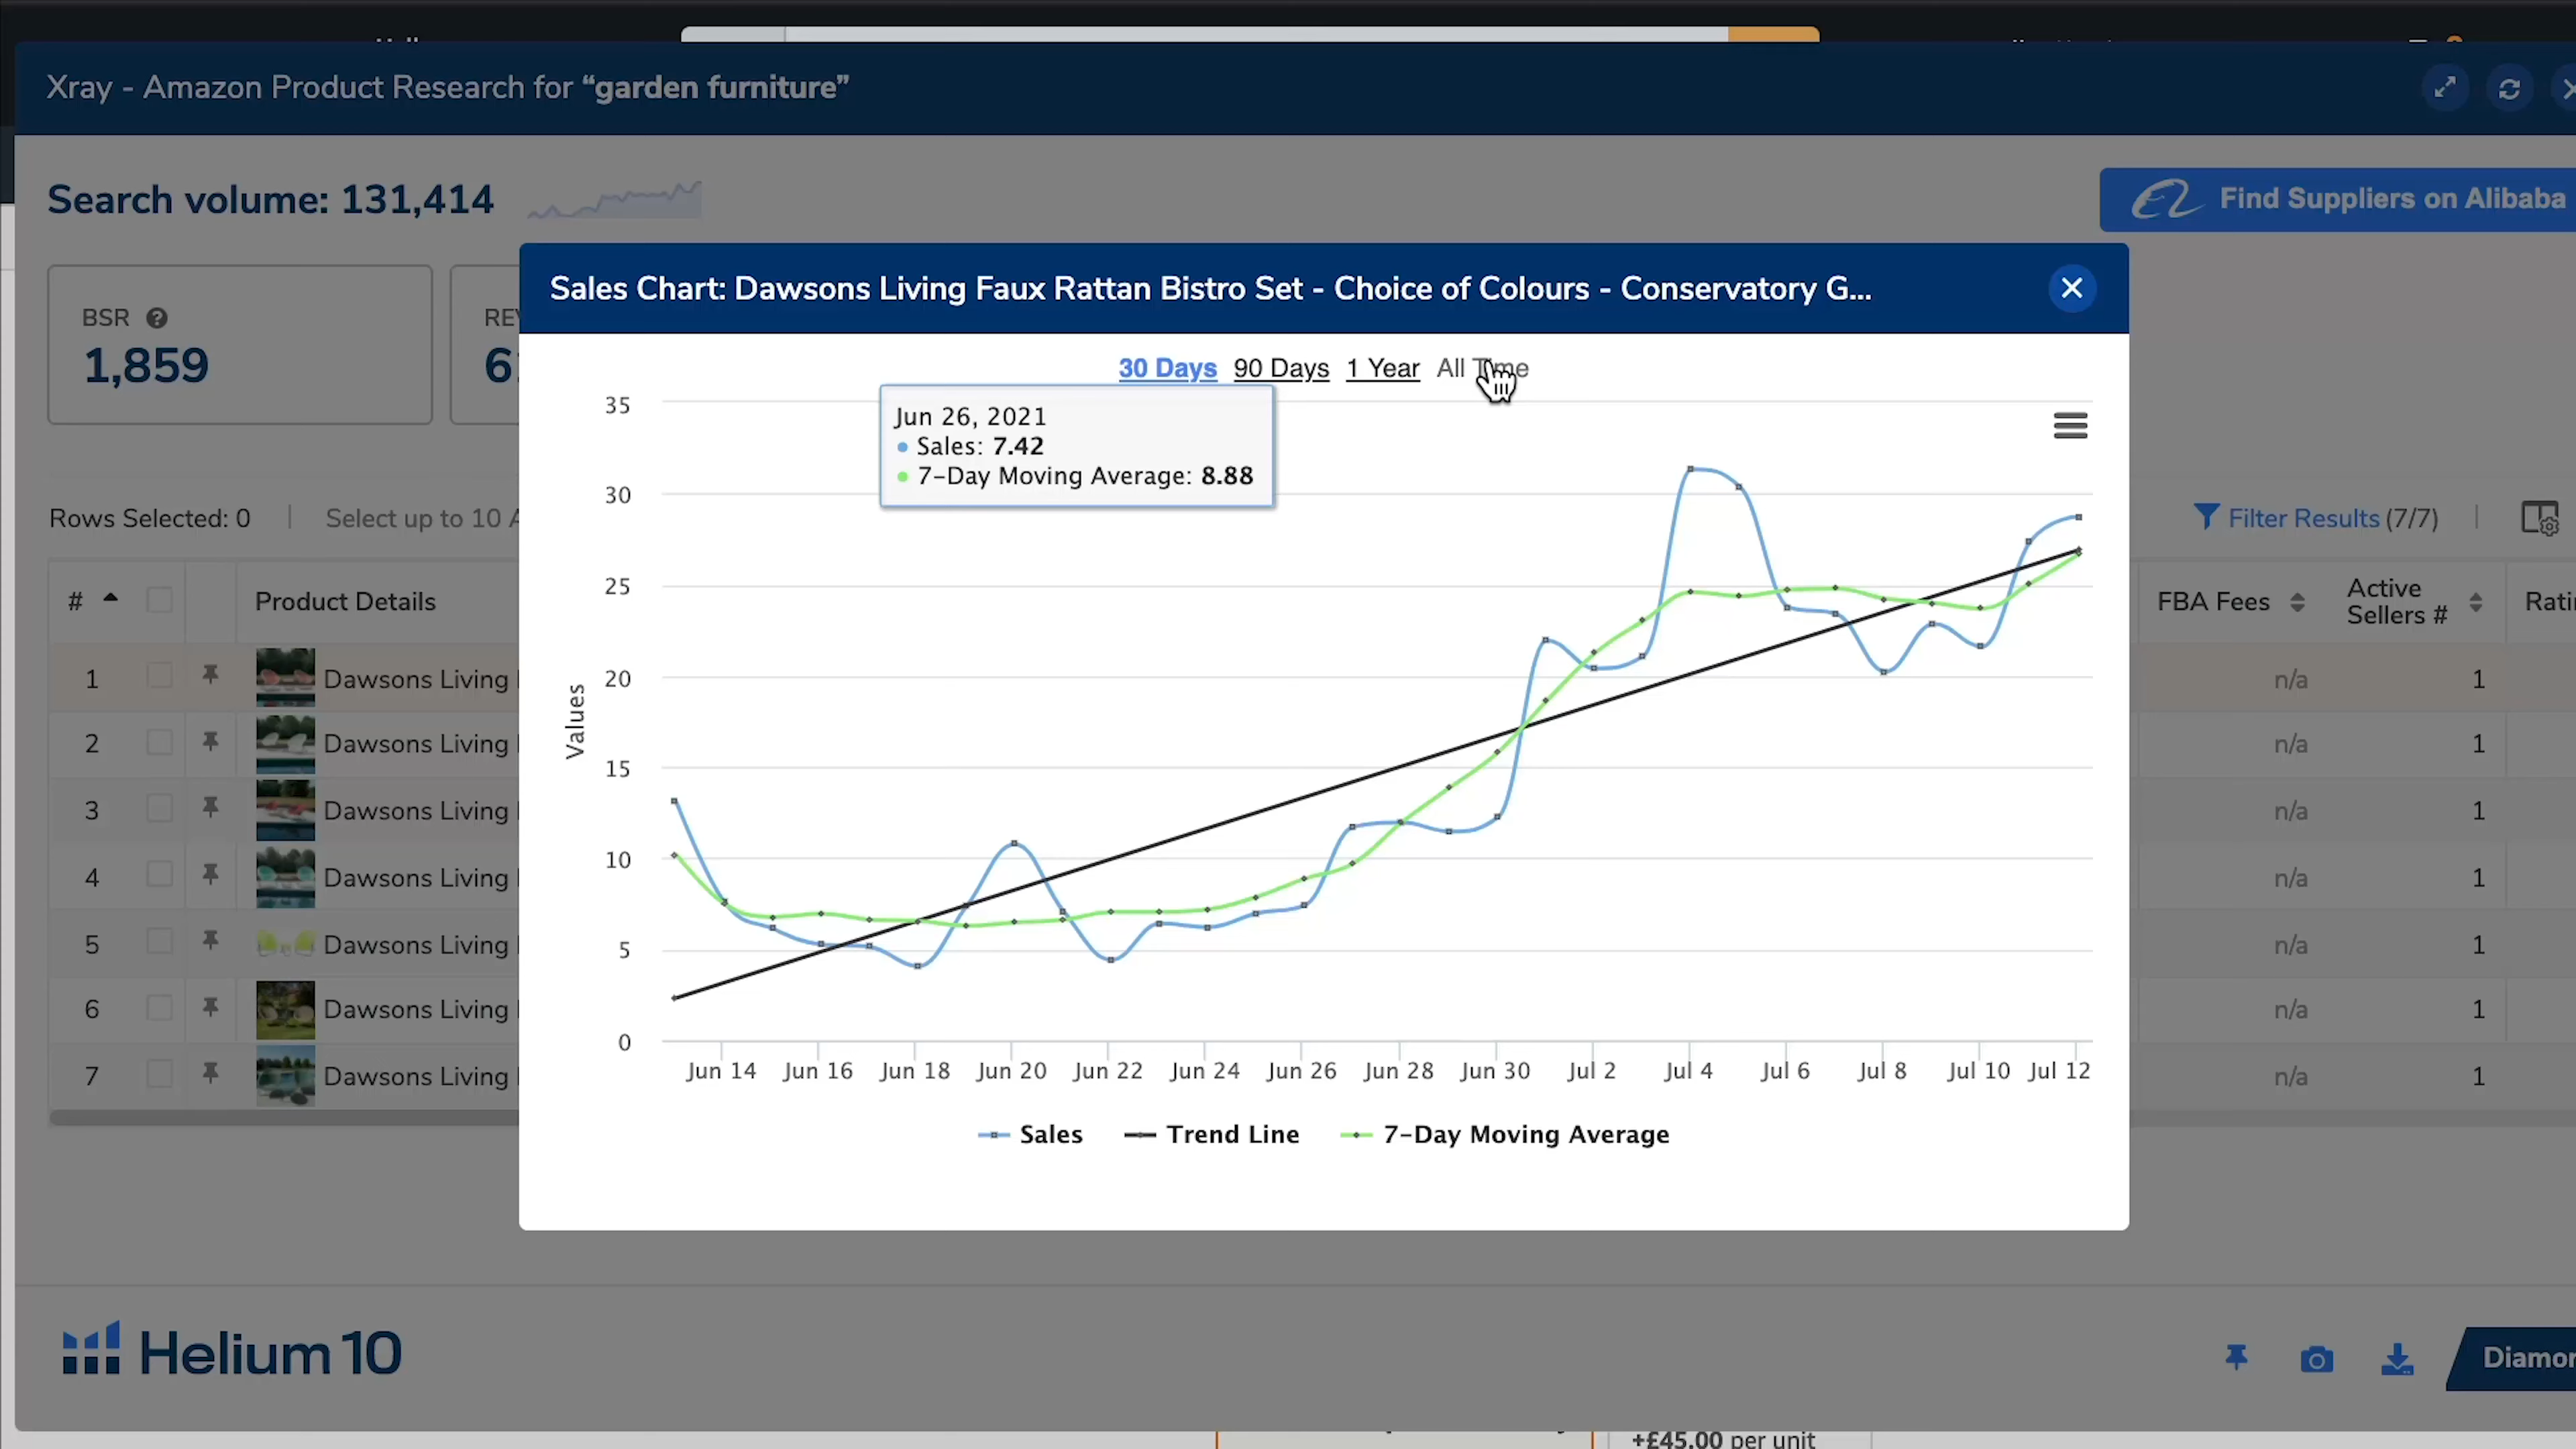 Xray - Amazon Product Research for “garden furniture”
Search volume: 131,414
Find Suppliers on Alibaba
BSR
1,859
Sales Chart: Dawsons Living Faux Rattan Bistro Set - Choice of Colours - Conservatory G...
30 Days 90 Days 1 Year All Time
Jun 26, 2021
Sales: 7.42
7-Day Moving Average: 8.88
35
30
25
20
15
10
5
0
Values
Jun 14 Jun 16 Jun 18 Jun 20 Jun 22 Jun 24 Jun 26 Jun 28 Jun 30 Jul 2 Jul 4 Jul 6 Jul 8 Jul 10 Jul 12
Sales Trend Line 7-Day Moving Average
Rows Selected: 0 Select up to 10
Filter Results (7/7)
# Product Details FBA Fees Active Sellers #
1 Dawsons Living n/a 1
2 Dawsons Living n/a 1
3 Dawsons Living n/a 1
4 Dawsons Living n/a 1
5 Dawsons Living n/a 1
6 Dawsons Living n/a 1
7 Dawsons Living n/a 1
Helium 10
+£45.00 per unit